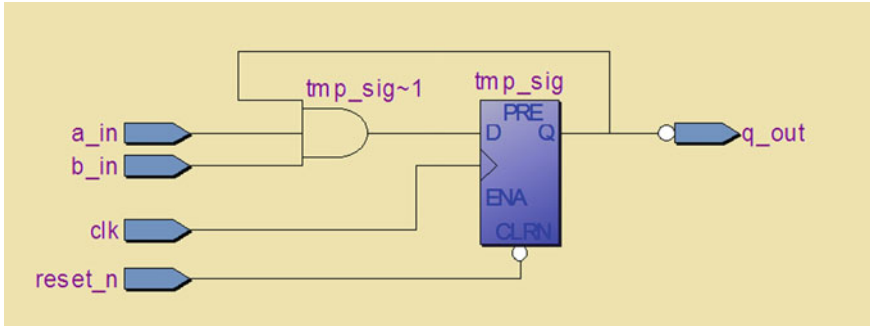 tmp_sig~1
tmp_sig
a_in
b_in
clk
reset_n
PRE
D
Q
ENA
CLRN
q_out